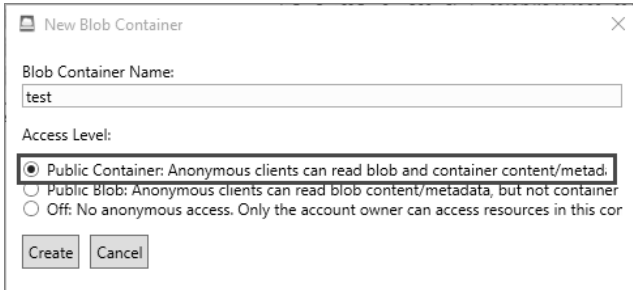 New Blob Container
Blob Container Name:
test
Access Level:
Public Container: Anonymous clients can read blob and container content/metad
Public Blob: Anonymous clients can read blob content/metadata, but not container
Off: No anonymous access. Only the account owner can access resources in this cor
Create Cancel